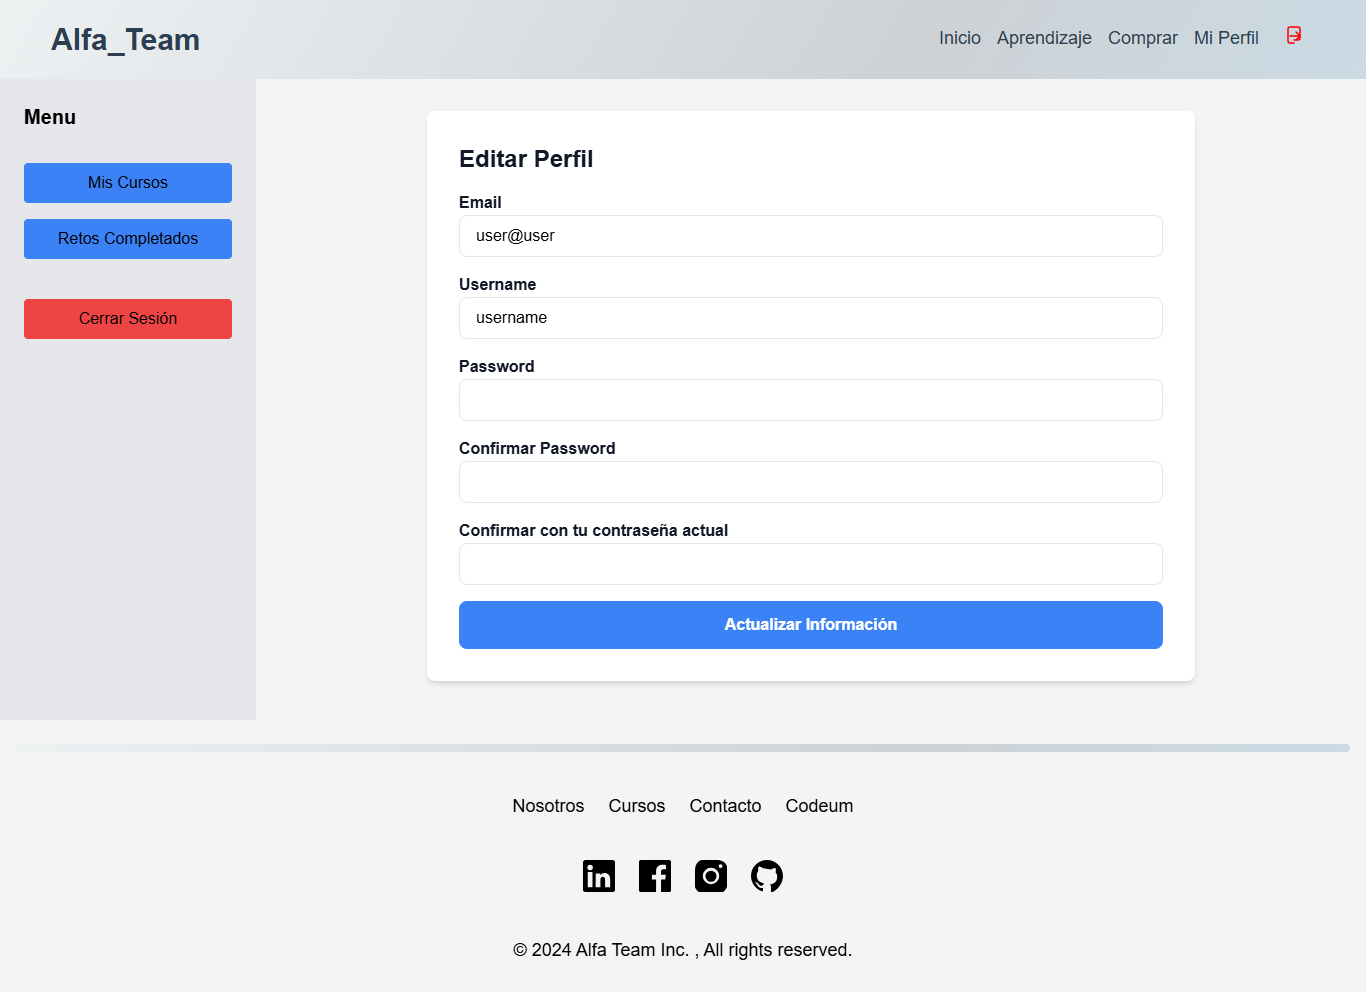 Alfa_Team
Inicio Aprendizaje Comprar Mi Perfil
Menu
Mis Cursos
Retos Completados
Cerrar Sesión
Editar Perfil
Email
user@user
Username
username
Password
Confirmar Password
Confirmar con tu contraseña actual
Actualizar Información
Nosotros Cursos Contacto Codeum
© 2024 Alfa Team Inc. , All rights reserved.